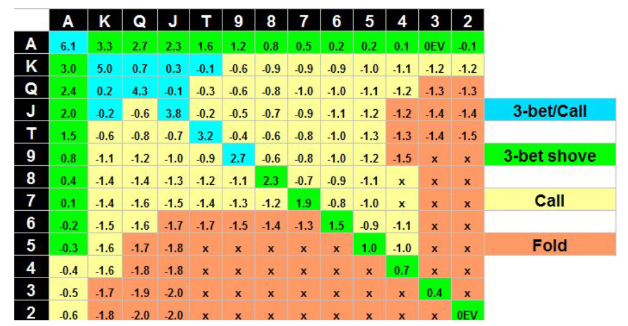 A K Q J T 9 8 7 6 5 4 3 2
A 6.1 3.3 2.7 2.3 1.6 1.2 0.8 0.5 0.2 0.2 0.1 0EV -0.1
K 3.0 5.0 0.7 0.3 -0.1 -0.6 -0.9 -0.9 -0.9 -1.0 -1.1 -1.2 -1.2
Q 2.4 0.2 4.3 -0.1 -0.3 -0.6 -0.8 -1.0 -1.0 -1.1 -1.2 -1.3 -1.3
J 2.0 -0.2 -0.6 3.8 -0.2 -0.5 -0.7 -0.9 -1.1 -1.2 -1.2 -1.4 -1.4 3-bet/Call
T 1.5 -0.6 -0.8 -0.7 3.2 -0.4 -0.6 -0.8 -1.0 -1.3 -1.3 -1.4 -1.5
9 0.8 -1.1 -1.2 -1.0 -0.9 2.7 -0.6 -0.8 -1.0 -1.2 -1.5 x x 3-bet shove
8 0.4 -1.4 -1.4 -1.3 -1.2 -1.1 2.3 -0.7 -0.9 -1.1 x x x
7 0.1 -1.4 -1.6 -1.5 -1.4 -1.3 -1.2 1.9 -0.8 -1.0 x x x Call
6 -0.2 -1.5 -1.6 -1.7 -1.7 -1.5 -1.4 -1.3 1.5 -0.9 -1.1 x x
5 -0.3 -1.6 -1.7 -1.8 x x x x x 1.0 -1.0 x x Fold
4 -0.4 -1.6 -1.8 -1.8 x x x x x x 0.7 x x
3 -0.5 -1.7 -1.9 -2.0 x x x x x x x 0.4 x
2 -0.6 -1.8 -2.0 -2.0 x x x x x x x x 0EV